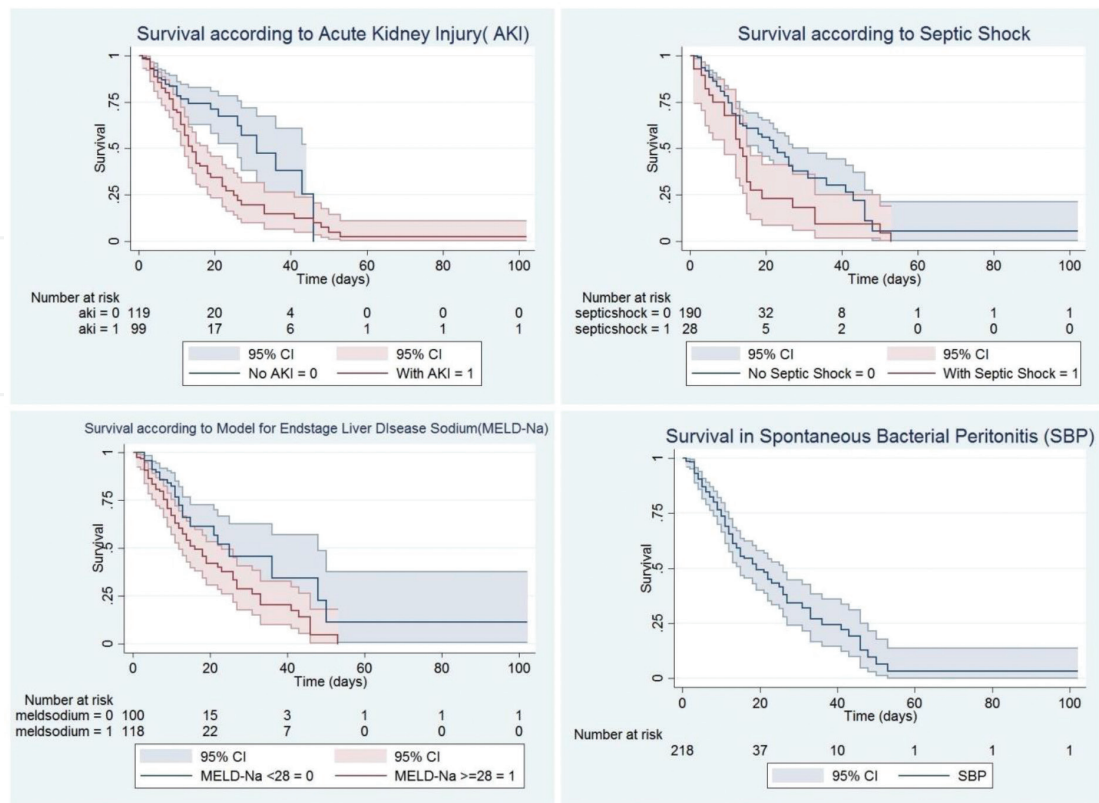 Survival according to Acute Kidney Injury( AKI)
Survival
1
.75
.5
.25
0
0 20 40 60 80 100
Time (days)
Number at risk
aki = 0 119 20 4 0 0 0
aki = 1 99 17 6 1 1 1
95% CI 95% CI
No AKI = 0 With AKI = 1
Survival according to Septic Shock
Survival
1
.75
.5
.25
0
0 20 40 60 80 100
Time (days)
Number at risk
septicshock = 0 190 32 8 1 1 1
septicshock = 1 28 5 2 0 0 0
95% CI 95% CI
No Septic Shock = 0 With Septic Shock = 1
Survival according to Model for Endstage Liver DIsease Sodium(MELD-Na)
Survival
1
.75
.5
.25
0
0 20 40 60 80 100
Time (days)
Number at risk
meldsodium = 0 100 15 3 1 1 1
meldsodium = 1 118 22 7 0 0 0
95% CI 95% CI
MELD-Na <28 = 0 MELD-Na >=28 = 1
Survival in Spontaneous Bacterial Peritonitis (SBP)
Survival
1
.75
.5
.25
0
0 20 40 60 80 100
Time (days)
Number at risk
218 37 10 1 1 1
95% CI SBP